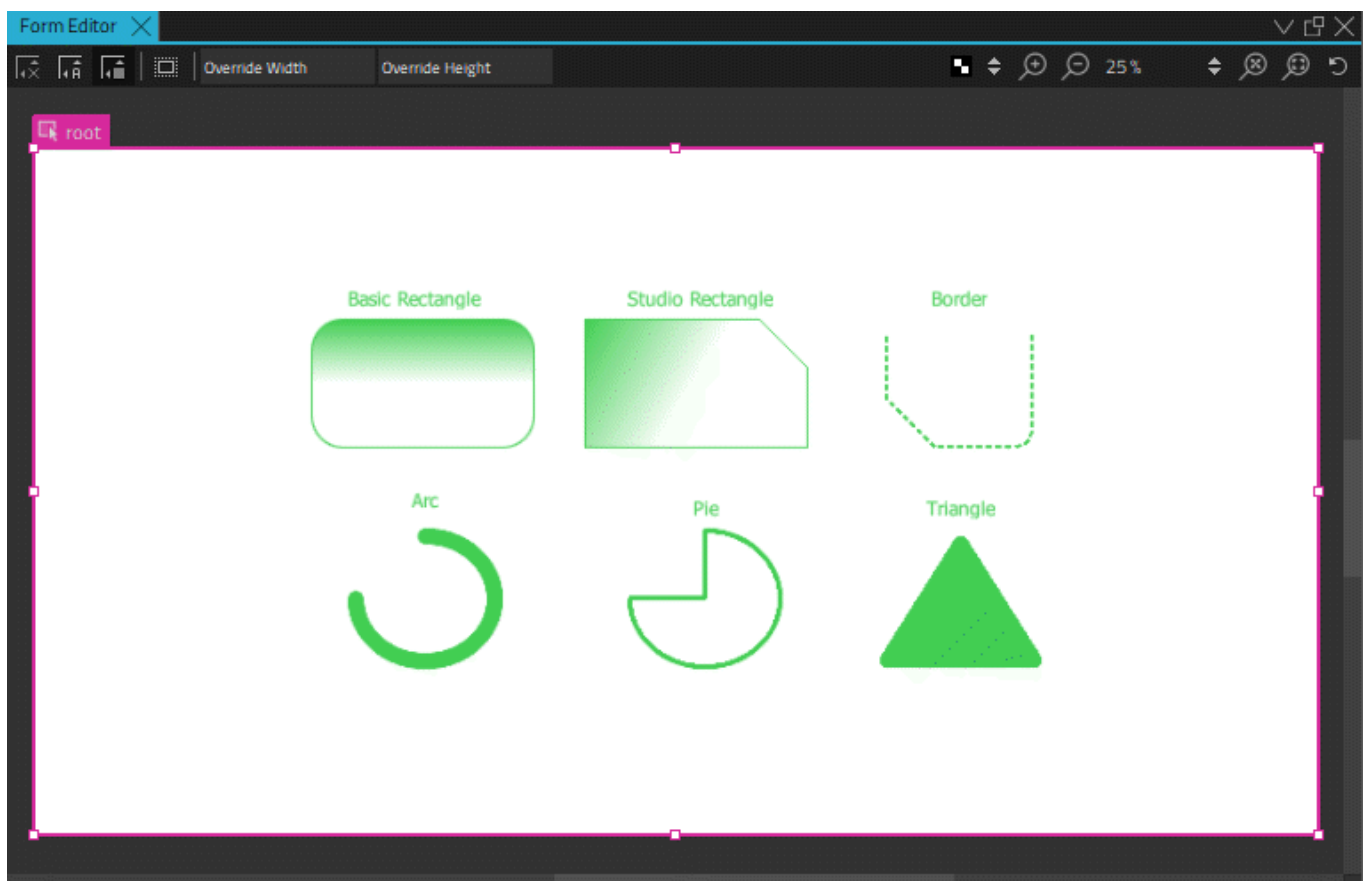 Form Editor
Override Width Override Height 25%
root
Basic Rectangle Studio Rectangle Border
Arc Pie Triangle